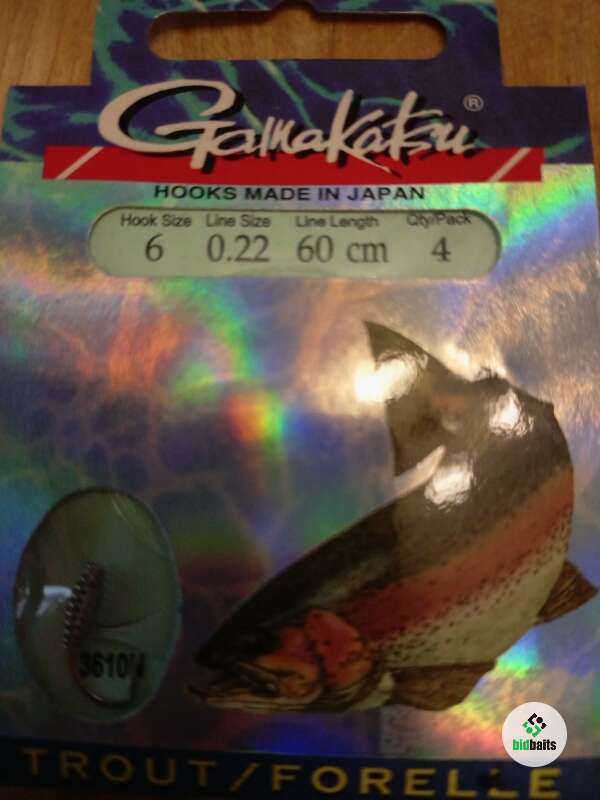 Gamakatsu®
HOOKS MADE IN JAPAN
Hook Size Line Size Line Length Qty/Pack
6 0.22 60 cm 4
TROUT/FORELLE
bidbaits